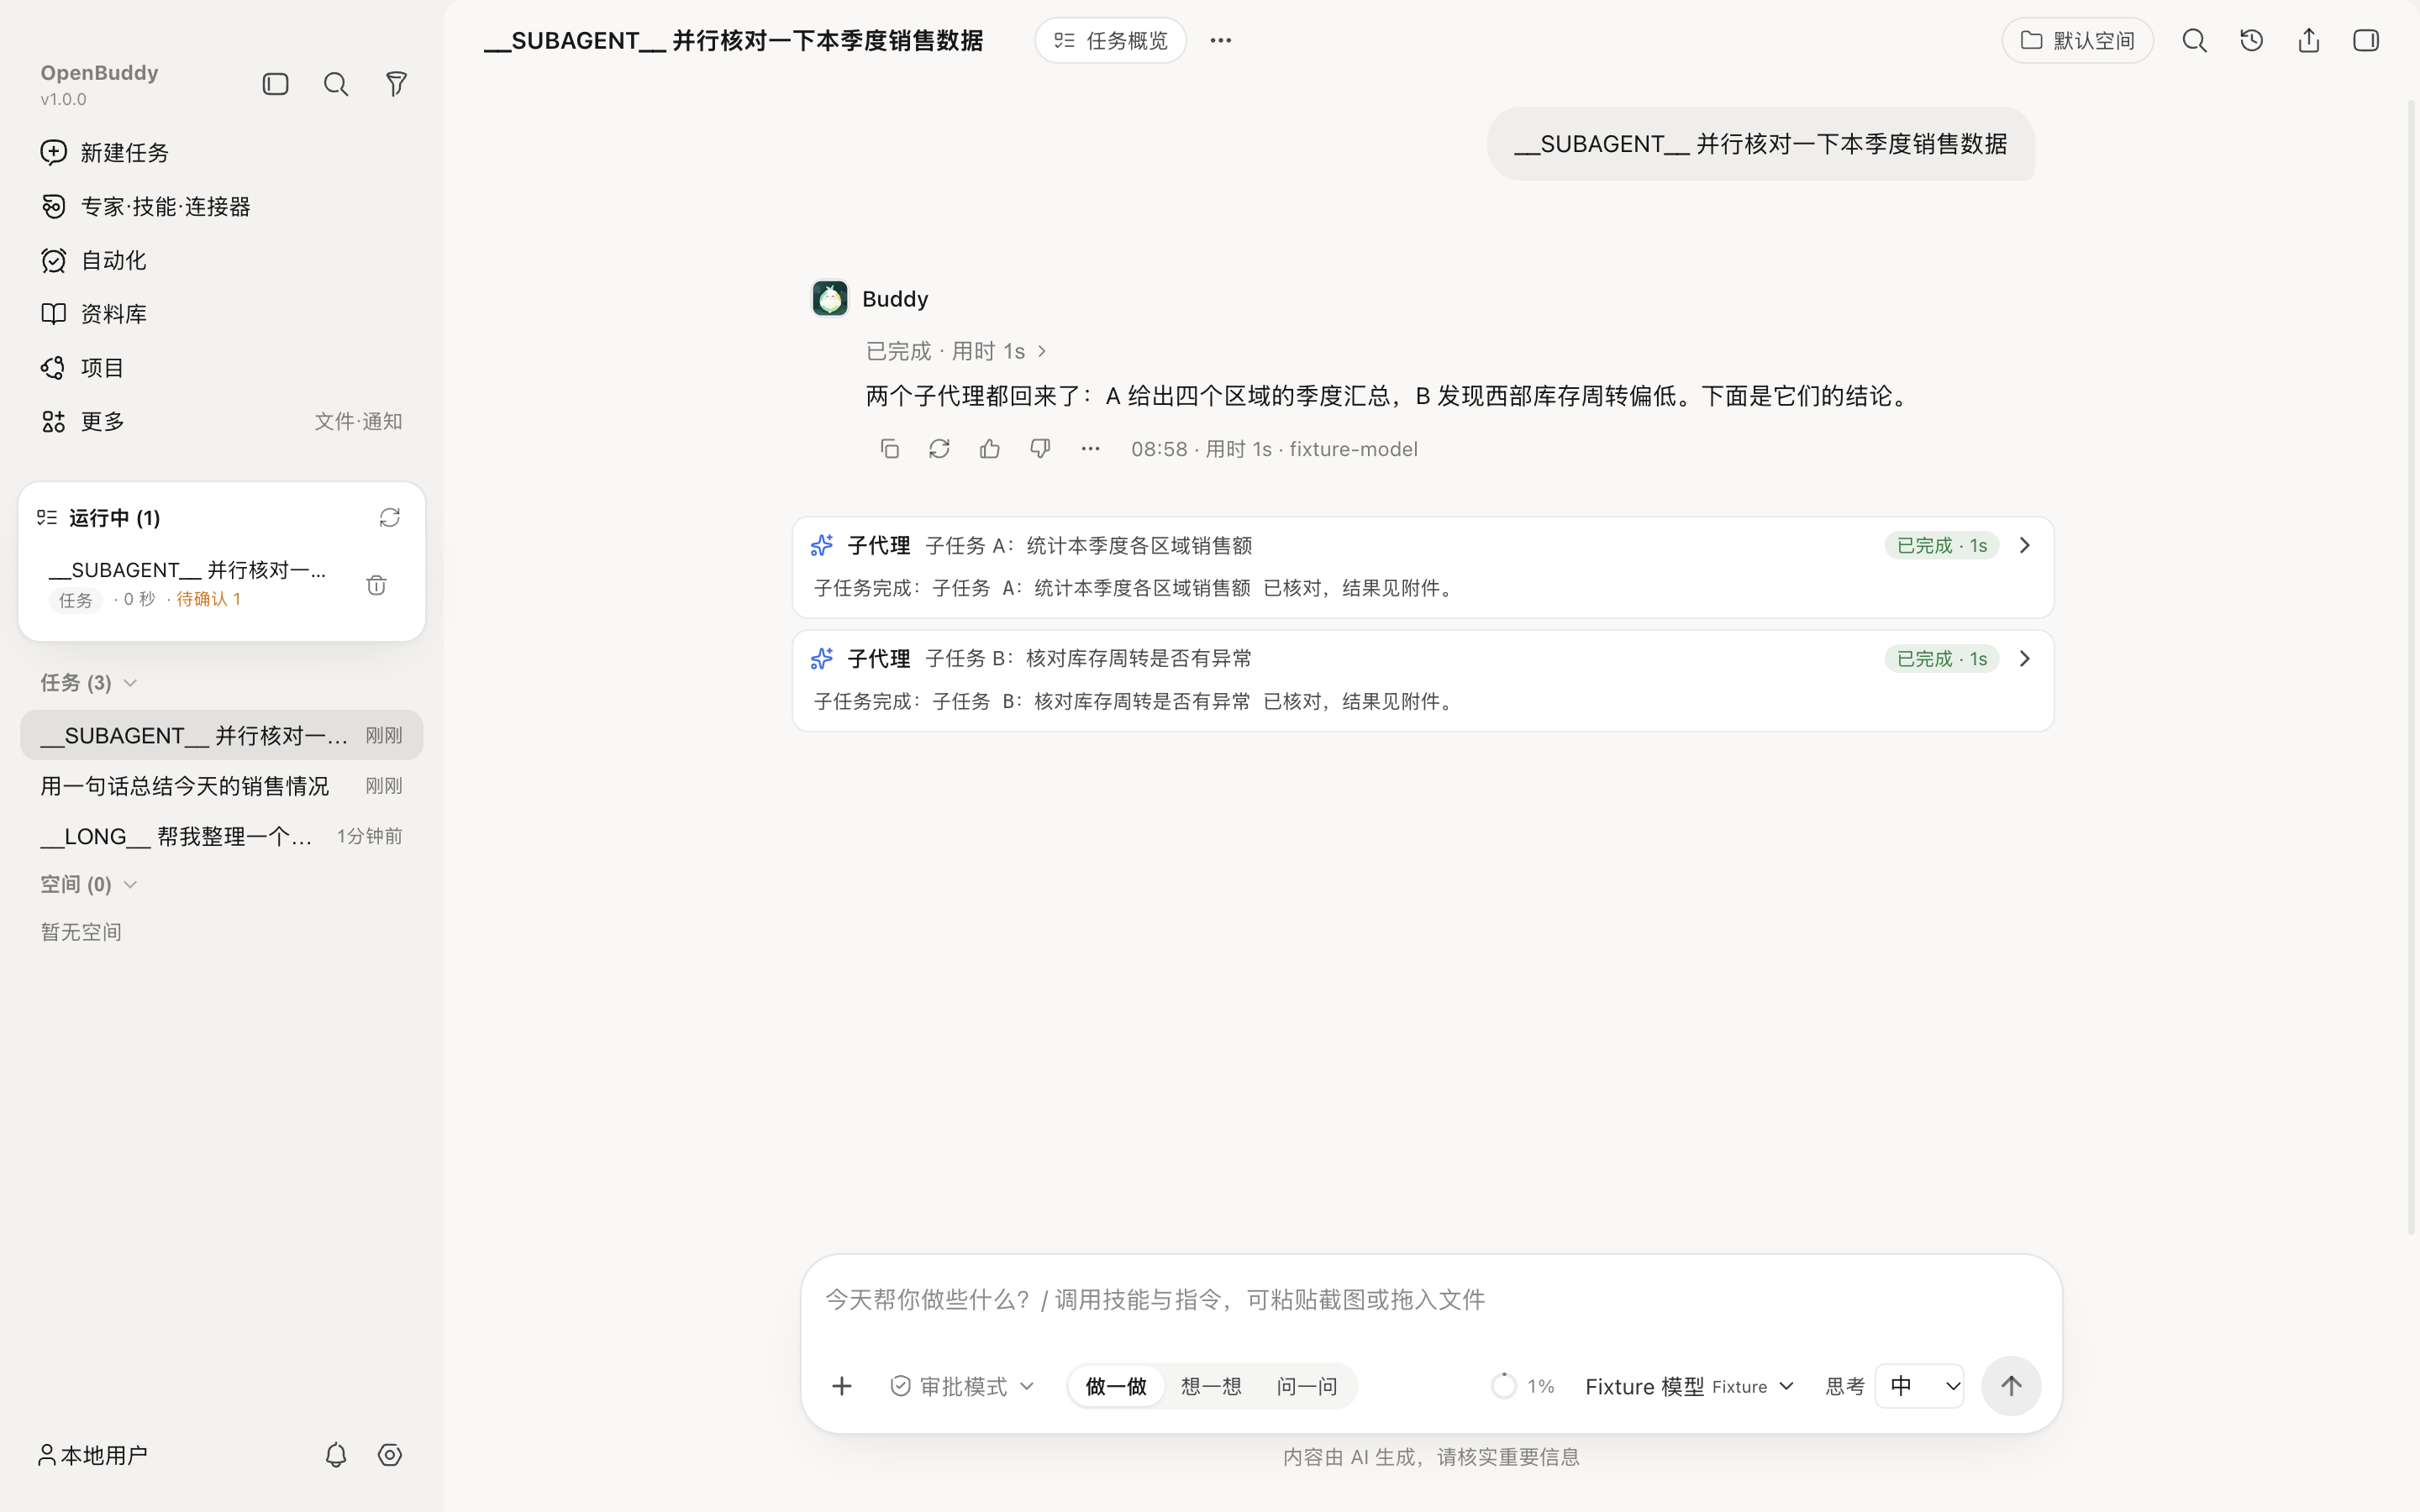 OpenBuddy
v1.0.0
新建任务
专家·技能·连接器
自动化
资料库
项目
更多 文件·通知
运行中 (1)
__SUBAGENT__ 并行核对一...
任务 · 0 秒 · 待确认 1
任务 (3)
__SUBAGENT__ 并行核对一... 刚刚
用一句话总结今天的销售情况 刚刚
__LONG__ 帮我整理一个... 1分钟前
空间 (0)
暂无空间
本地用户
__SUBAGENT__ 并行核对一下本季度销售数据 任务概览 默认空间
__SUBAGENT__ 并行核对一下本季度销售数据
Buddy
已完成 · 用时 1s
两个子代理都回来了：A 给出四个区域的季度汇总，B 发现西部库存周转偏低。下面是它们的结论。
08:58 · 用时 1s · fixture-model
子代理 子任务 A：统计本季度各区域销售额 已完成 · 1s
子任务完成：子任务 A：统计本季度各区域销售额 已核对，结果见附件。
子代理 子任务 B：核对库存周转是否有异常 已完成 · 1s
子任务完成：子任务 B：核对库存周转是否有异常 已核对，结果见附件。
今天帮你做些什么？/ 调用技能与指令，可粘贴截图或拖入文件
审批模式 做一做 想一想 问一问 1% Fixture 模型 Fixture 思考 中
内容由 AI 生成，请核实重要信息